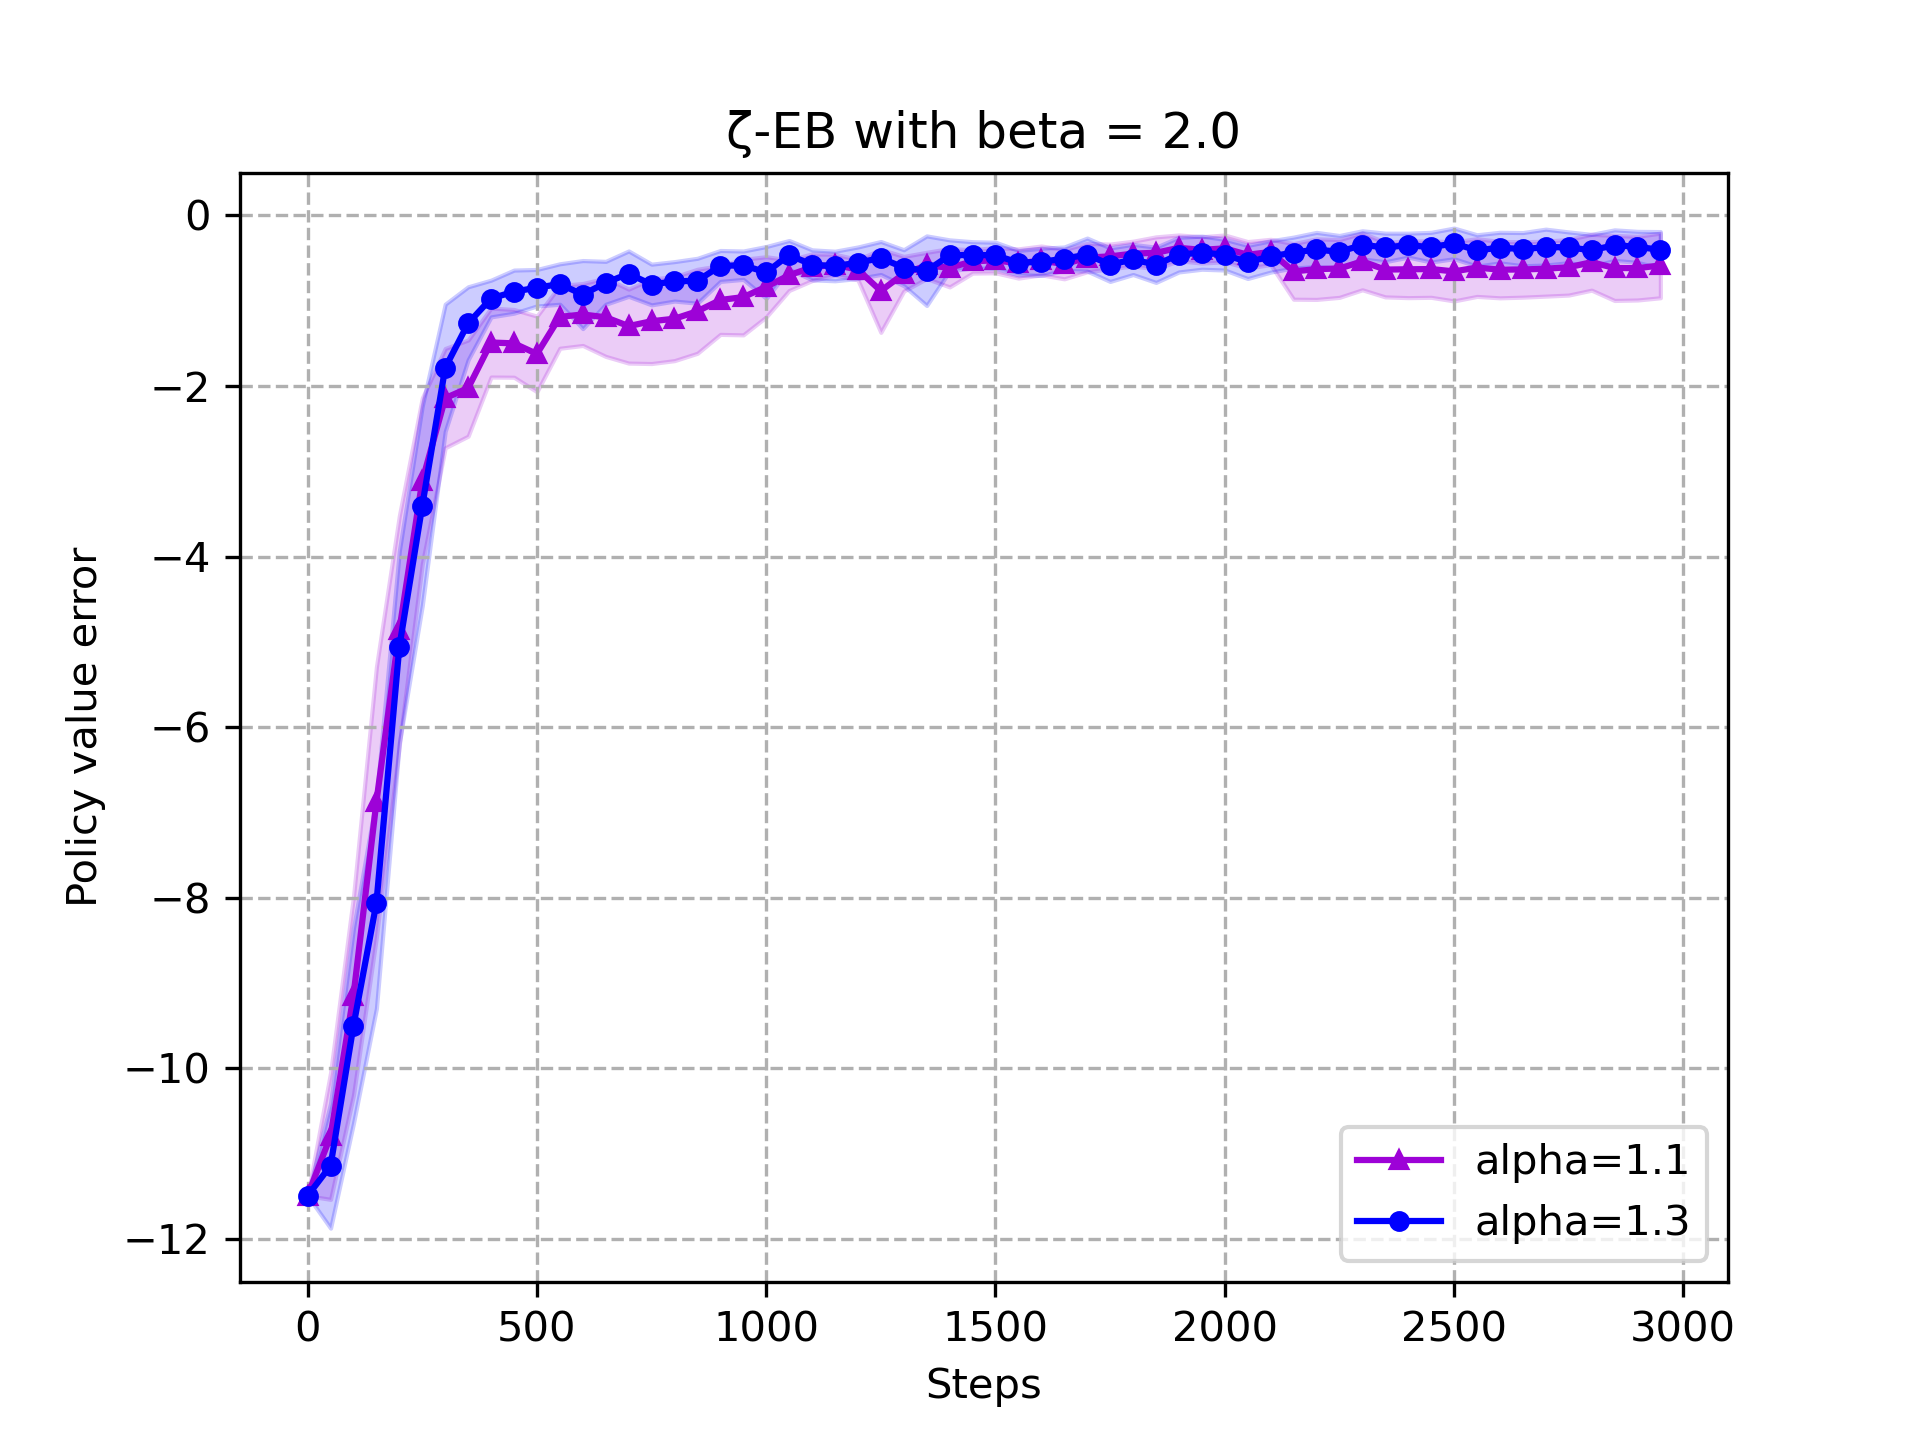 ζ-EB with beta = 2.0
Policy value error
0
−2
−4
−6
−8
−10
−12
0 500 1000 1500 2000 2500 3000
Steps
alpha=1.1
alpha=1.3